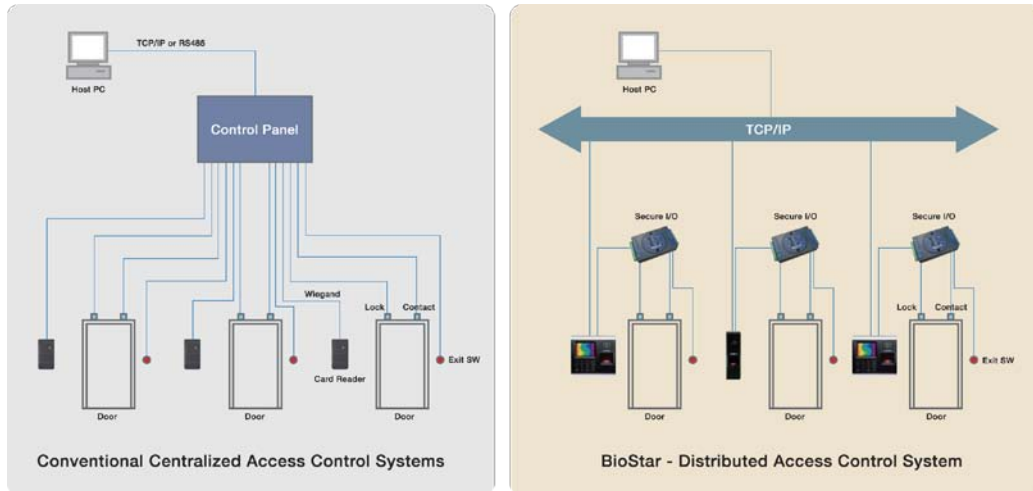 TCP/IP or RS485
Host PC
Control Panel
Wiegand
Lock
Contact
Exit SW
Card Reader
Door
Door
Door
Conventional Centralized Access Control Systems
Host PC
TCP/IP
Secure I/O
Secure I/O
Secure I/O
Lock
Contact
Exit SW
Door
Door
Door
BioStar - Distributed Access Control System